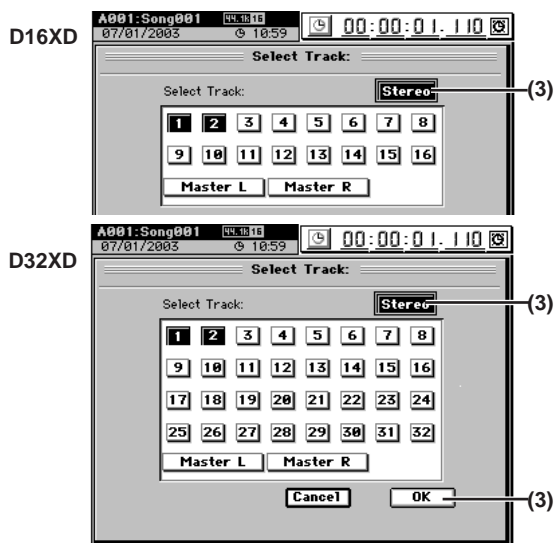 D16XD
A001:Song001 44.1k 16 00:00:01.110
07/01/2003 10:59
Select Track:
Select Track: Stereo (3)
1 2 3 4 5 6 7 8
9 10 11 12 13 14 15 16
Master L Master R
D32XD
A001:Song001 44.1k 16 00:00:01.110
07/01/2003 10:59
Select Track:
Select Track: Stereo (3)
1 2 3 4 5 6 7 8
9 10 11 12 13 14 15 16
17 18 19 20 21 22 23 24
25 26 27 28 29 30 31 32
Master L Master R
Cancel OK (3)